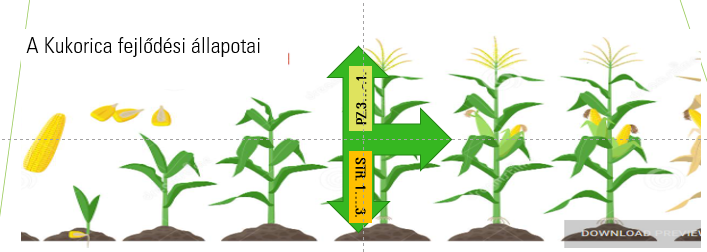 A Kukorica fejlődési állapotai
PZ.3….-.1.
STR. 1….3.
DOWNLOAD PREVIEW